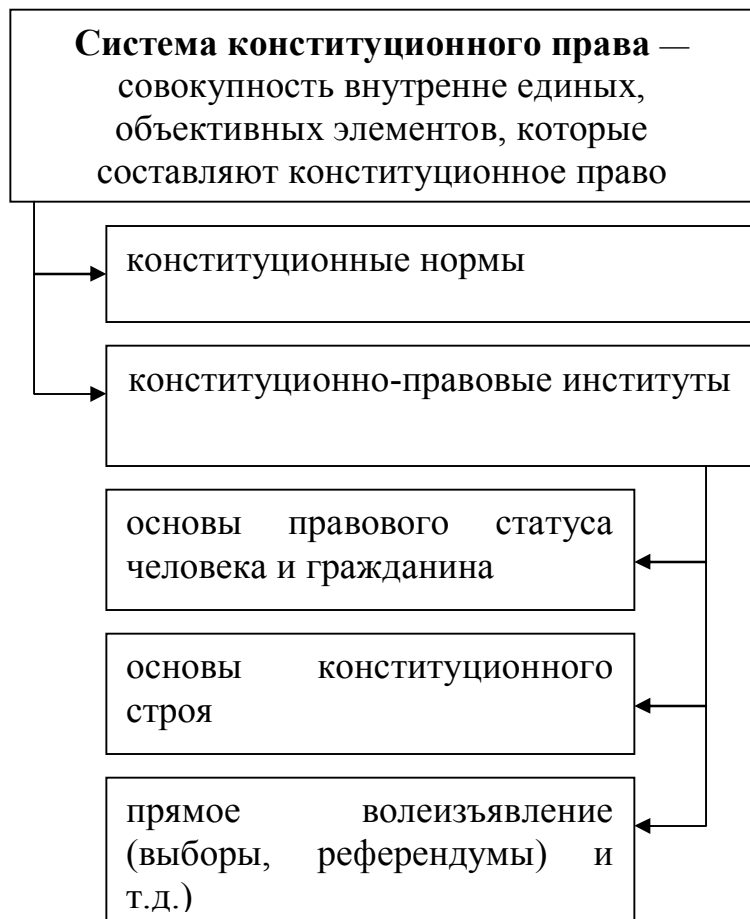 Система конституционного права —
совокупность внутренне единых,
объективных элементов, которые
составляют конституционное право
конституционные нормы
конституционно-правовые институты
основы правового статуса
человека и гражданина
основы конституционного
строя
прямое волеизъявление
(выборы, референдумы) и
т.д.)